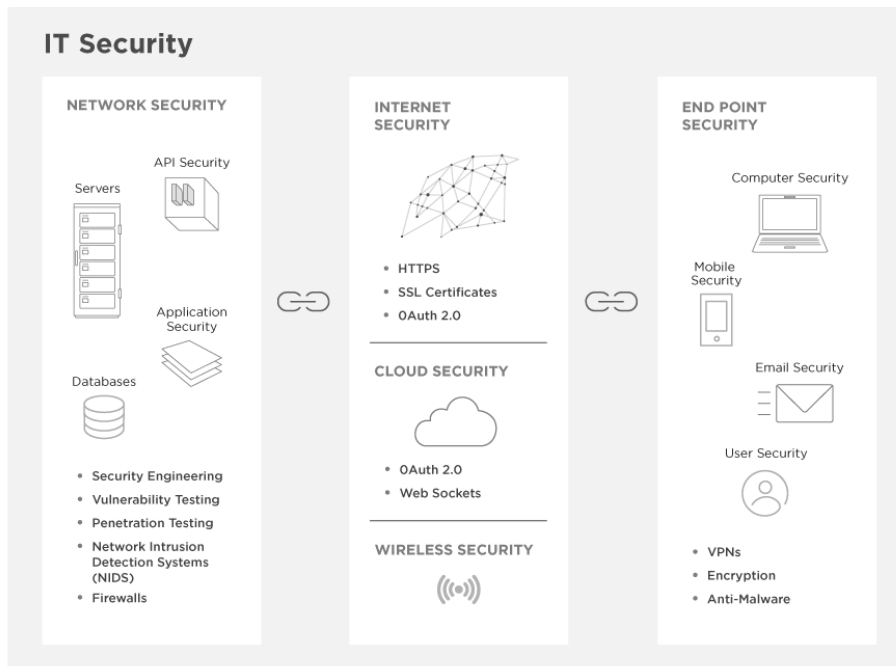 IT Security
NETWORK SECURITY
API Security
Servers
Application
Security
Databases
• Security Engineering
• Vulnerability Testing
• Penetration Testing
• Network Intrusion
Detection Systems
(NIDS)
• Firewalls
INTERNET
SECURITY
• HTTPS
• SSL Certificates
• 0Auth 2.0
CLOUD SECURITY
• 0Auth 2.0
• Web Sockets
WIRELESS SECURITY
END POINT
SECURITY
Computer Security
Mobile
Security
Email Security
User Security
• VPNs
• Encryption
• Anti-Malware